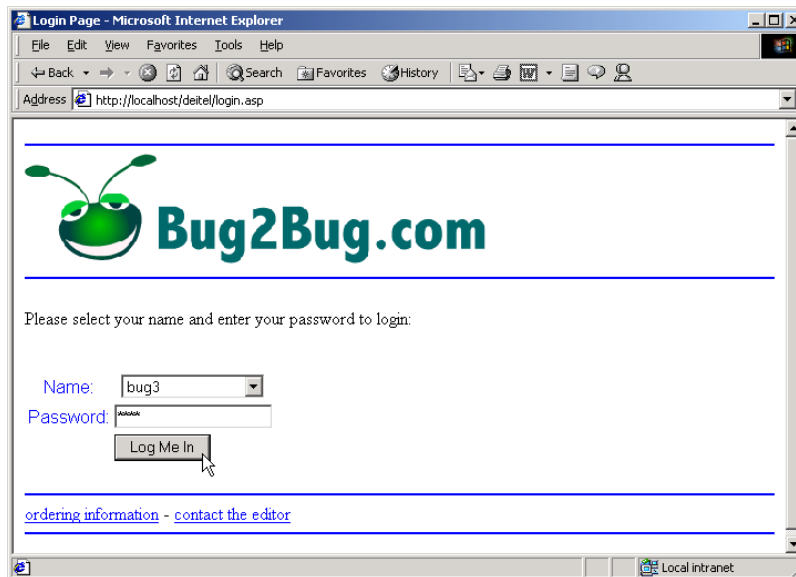 Login Page - Microsoft Internet Explorer
File Edit View Favorites Tools Help
Back Search Favorites History
Address http://localhost/deitel/login.asp
Bug2Bug.com
Please select your name and enter your password to login:
Name: bug3
Password: ****
Log Me In
ordering information - contact the editor
Local intranet